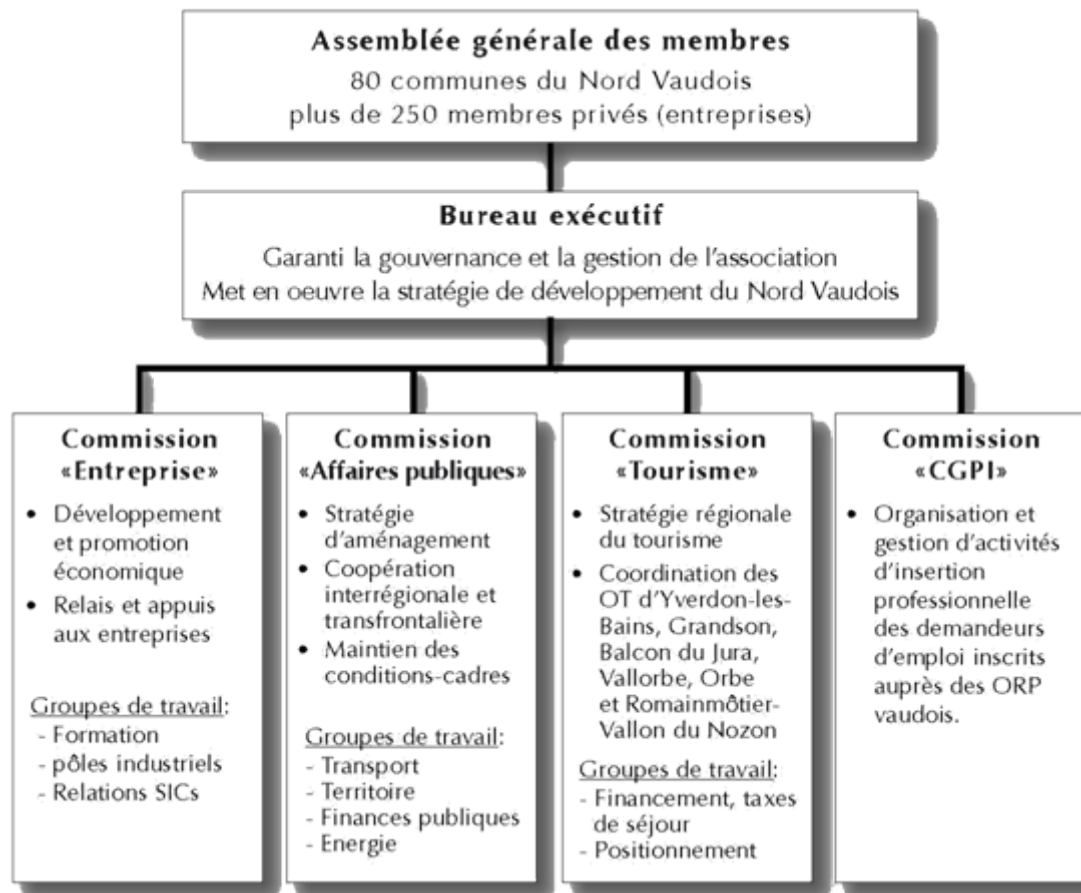 Assemblée générale des membres
80 communes du Nord Vaudois
plus de 250 membres privés (entreprises)
Bureau exécutif
Garanti la gouvernance et la gestion de l'association
Met en oeuvre la stratégie de développement du Nord Vaudois
Commission
«Entreprise»
• Développement
et promotion
économique
• Relais et appuis
aux entreprises
Groupes de travail:
- Formation
- pôles industriels
- Relations SICs
Commission
«Affaires publiques»
• Stratégie
d'aménagement
• Coopération
interrégionale et
transfrontalière
• Maintien des
conditions-cadres
Groupes de travail:
- Transport
- Territoire
- Finances publiques
- Energie
Commission
«Tourisme»
• Stratégie régionale
du tourisme
• Coordination des
OT d'Yverdon-les-
Bains, Grandson,
Balcon du Jura,
Vallorbe, Orbe
et Romainmôtier-
Vallon du Nozon
Groupes de travail:
- Financement, taxes
de séjour
- Positionnement
Commission
«CGPI»
• Organisation et
gestion d'activités
d'insertion
professionnelle
des demandeurs
d'emploi inscrits
auprès des ORP
vaudois.